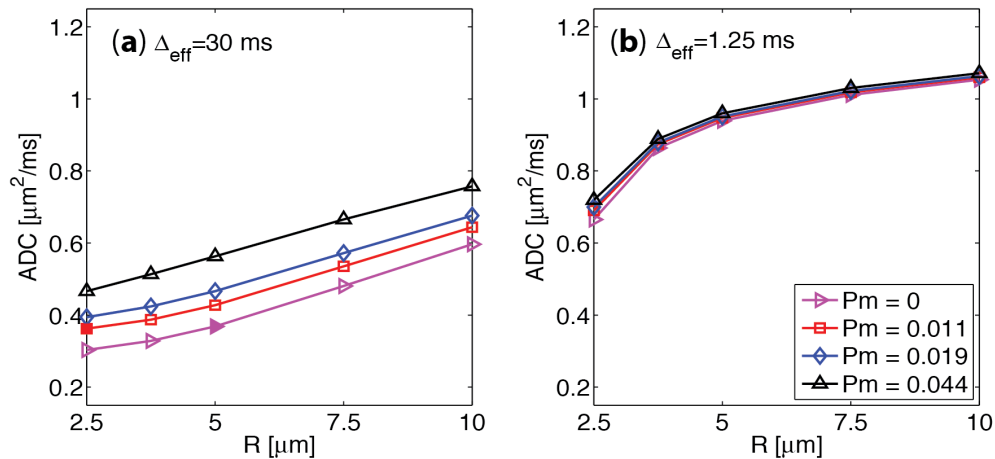 (a) Δeff=30 ms
ADC [μm²/ms]
1.2
1
0.8
0.6
0.4
0.2
2.5 5 7.5 10
R [μm]
(b) Δeff=1.25 ms
ADC [μm²/ms]
1.2
1
0.8
0.6
0.4
0.2
Pm = 0
Pm = 0.011
Pm = 0.019
Pm = 0.044
2.5 5 7.5 10
R [μm]